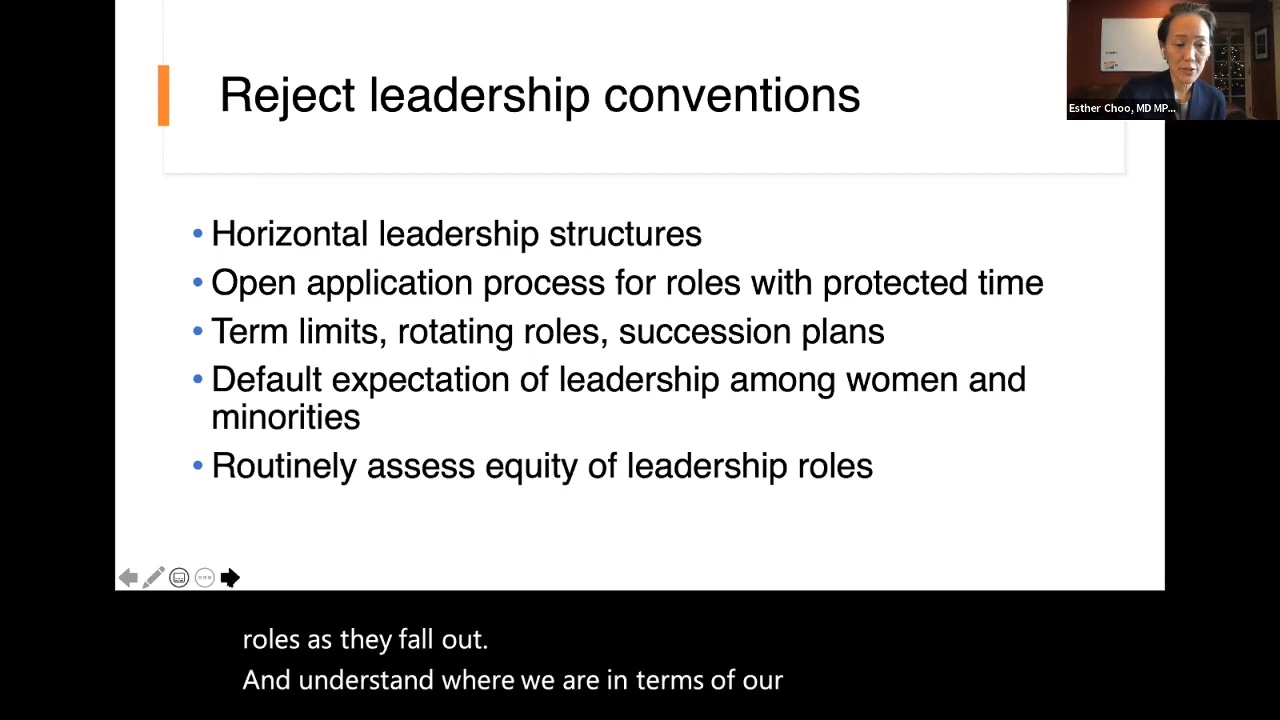 Reject leadership conventions
Esther Choo, MD MP...
• Horizontal leadership structures
• Open application process for roles with protected time
• Term limits, rotating roles, succession plans
• Default expectation of leadership among women and
minorities
• Routinely assess equity of leadership roles
roles as they fall out.
And understand where we are in terms of our